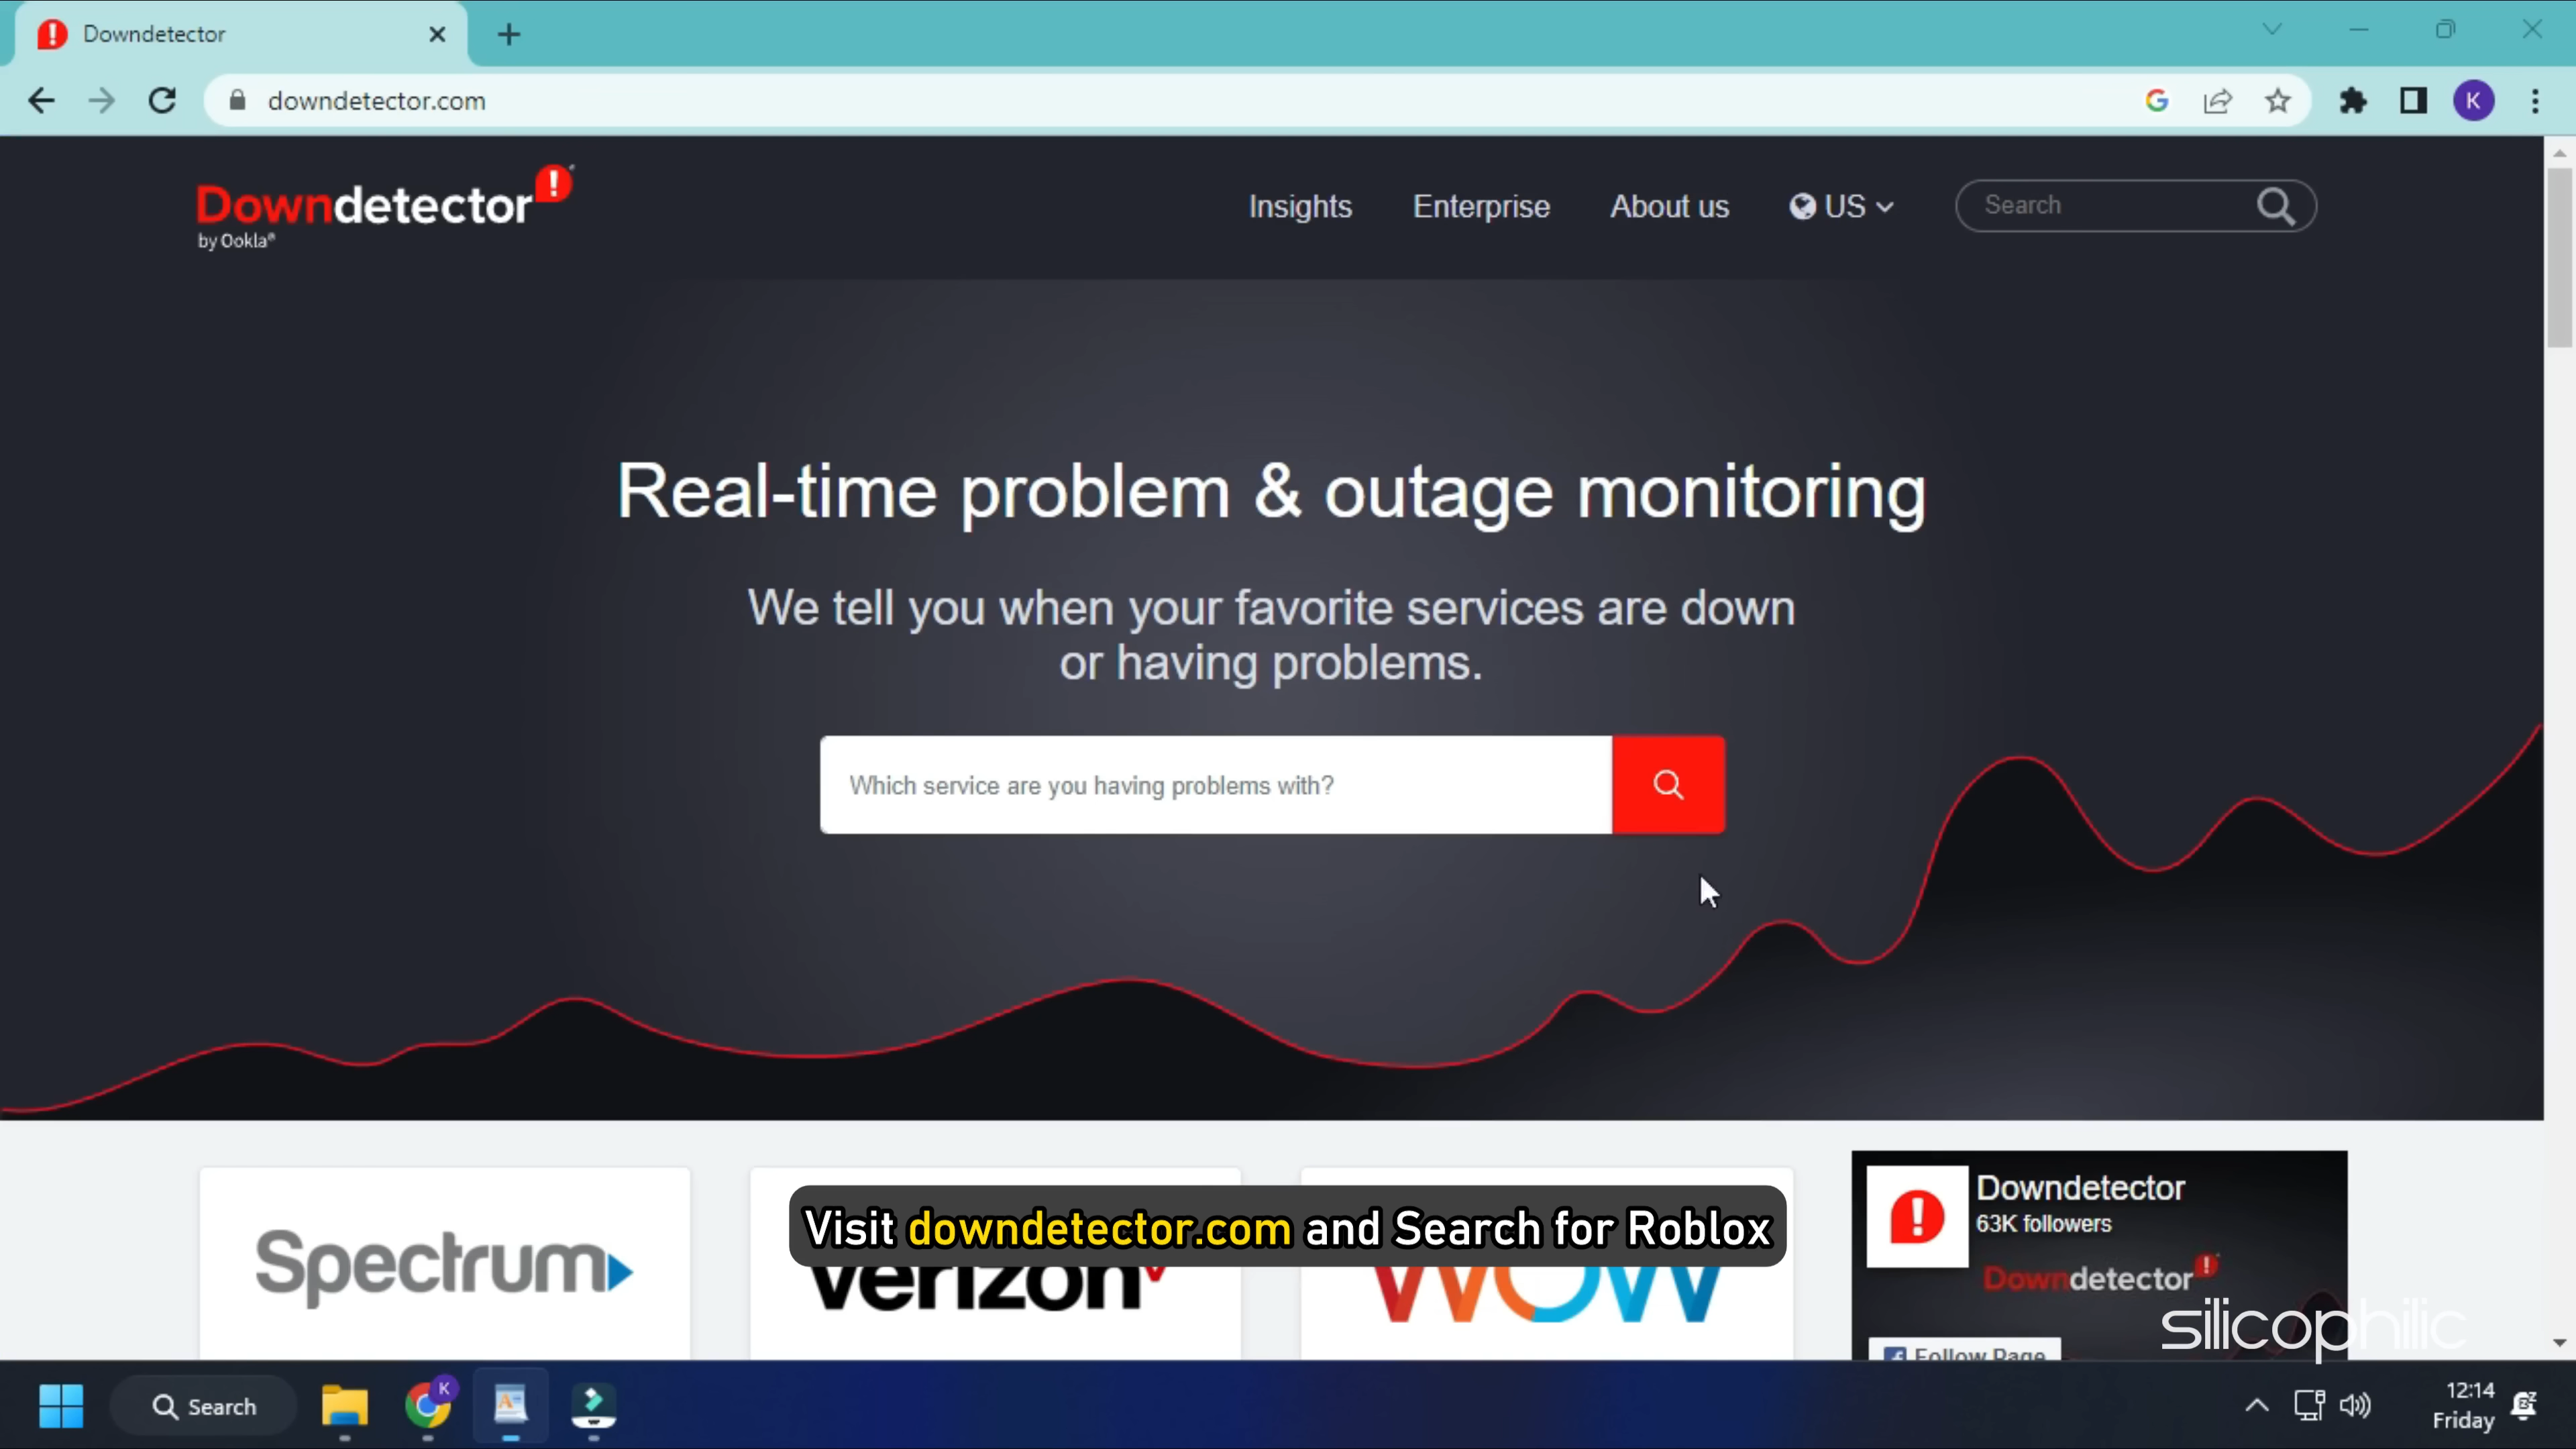 Downdetector
downdetector.com
K
Downdetector
by Ookla®
Insights
Enterprise
About us
US
Search
Real-time problem & outage monitoring
We tell you when your favorite services are down
or having problems.
Which service are you having problems with?
Spectrum
verizon
WOW
Visit downdetector.com and Search for Roblox
Downdetector
63K followers
Downdetector
Follow Page
silicophilic
Search
K
12:14
Friday